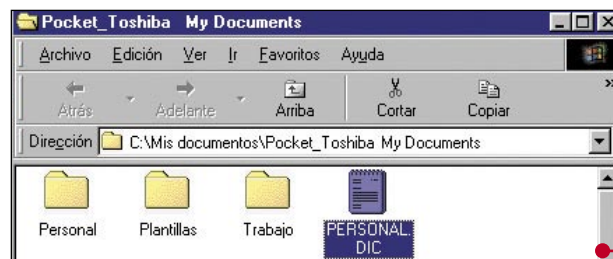 Pocket_Toshiba My Documents
Archivo Edición Ver Ir Favoritos Ayuda
Atrás Adelante Arriba Cortar Copiar »
Dirección C:\Mis documentos\Pocket_Toshiba My Documents
Personal Plantillas Trabajo PERSONAL.
DIC